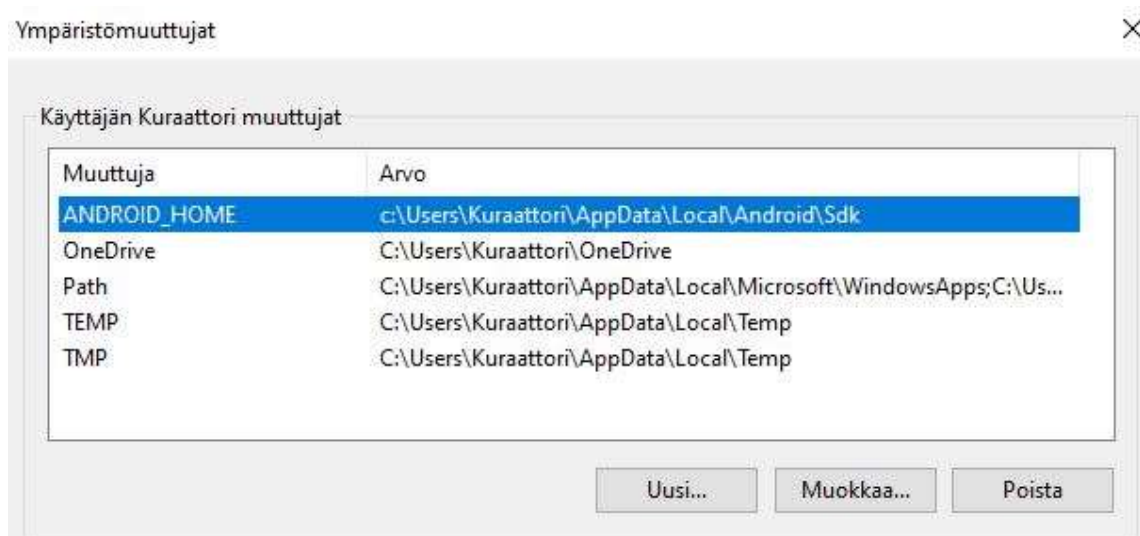 Ympäristömuuttujat
Käyttäjän Kuraattori muuttujat
Muuttuja Arvo
ANDROID_HOME c:\Users\Kuraattori\AppData\Local\Android\Sdk
OneDrive C:\Users\Kuraattori\OneDrive
Path C:\Users\Kuraattori\AppData\Local\Microsoft\WindowsApps;C:\Us...
TEMP C:\Users\Kuraattori\AppData\Local\Temp
TMP C:\Users\Kuraattori\AppData\Local\Temp
Uusi... Muokkaa... Poista